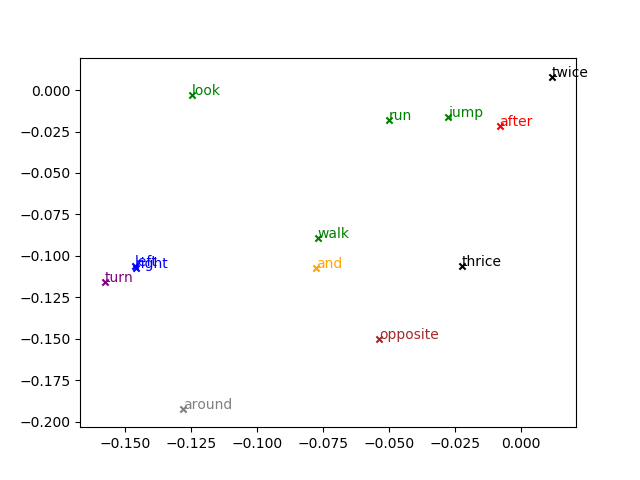 twice
0.000
look
run
jump
after
−0.025
−0.050
−0.075
walk
−0.100
left
right
and
thrice
turn
−0.125
opposite
−0.150
−0.175
around
−0.200
−0.150
−0.125
−0.100
−0.075
−0.050
−0.025
0.000